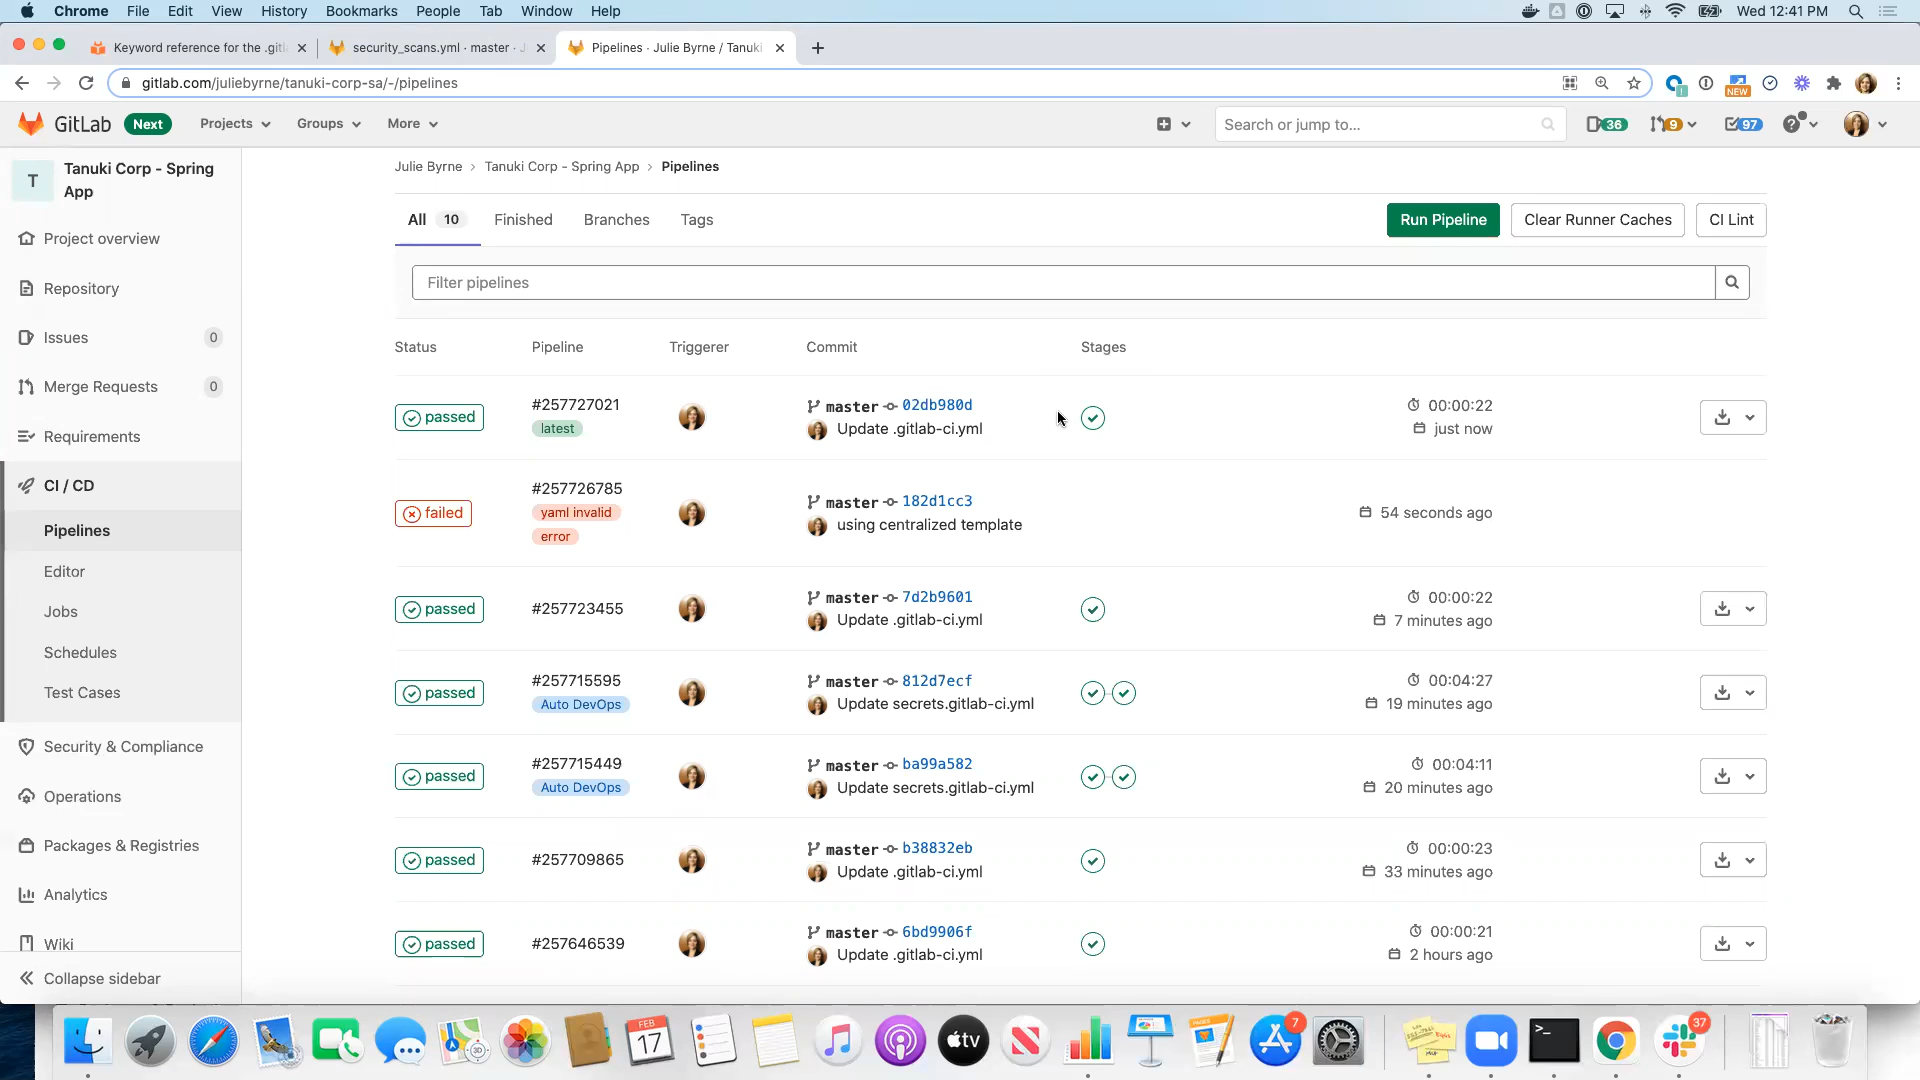 Chrome File Edit View History Bookmarks People Tab Window Help Wed 12:41 PM
Keyword reference for the .gitl
security_scans.yml · master · J
Pipelines · Julie Byrne / Tanuki
gitlab.com/juliebyrne/tanuki-corp-sa/-/pipelines
NEW
GitLab Next Projects Groups More Search or jump to... 36 9 97
T
Tanuki Corp - Spring
App
Project overview
Repository
Issues 0
Merge Requests 0
Requirements
CI / CD
Pipelines
Editor
Jobs
Schedules
Test Cases
Security & Compliance
Operations
Packages & Registries
Analytics
Wiki
Collapse sidebar
Julie Byrne › Tanuki Corp - Spring App › Pipelines
All 10 Finished Branches Tags Run Pipeline Clear Runner Caches CI Lint
Filter pipelines
Status Pipeline Triggerer Commit Stages
passed #257727021 master 02db980d 00:00:22
latest Update .gitlab-ci.yml just now
#257726785
failed yaml invalid master 182d1cc3 54 seconds ago
error using centralized template
passed #257723455 master 7d2b9601 00:00:22
Update .gitlab-ci.yml 7 minutes ago
passed #257715595 master 812d7ecf 00:04:27
Auto DevOps Update secrets.gitlab-ci.yml 19 minutes ago
passed #257715449 master ba99a582 00:04:11
Auto DevOps Update secrets.gitlab-ci.yml 20 minutes ago
passed #257709865 master b38832eb 00:00:23
Update .gitlab-ci.yml 33 minutes ago
passed #257646539 master 6bd9906f 00:00:21
Update .gitlab-ci.yml 2 hours ago
FEB
17
tv
7
37